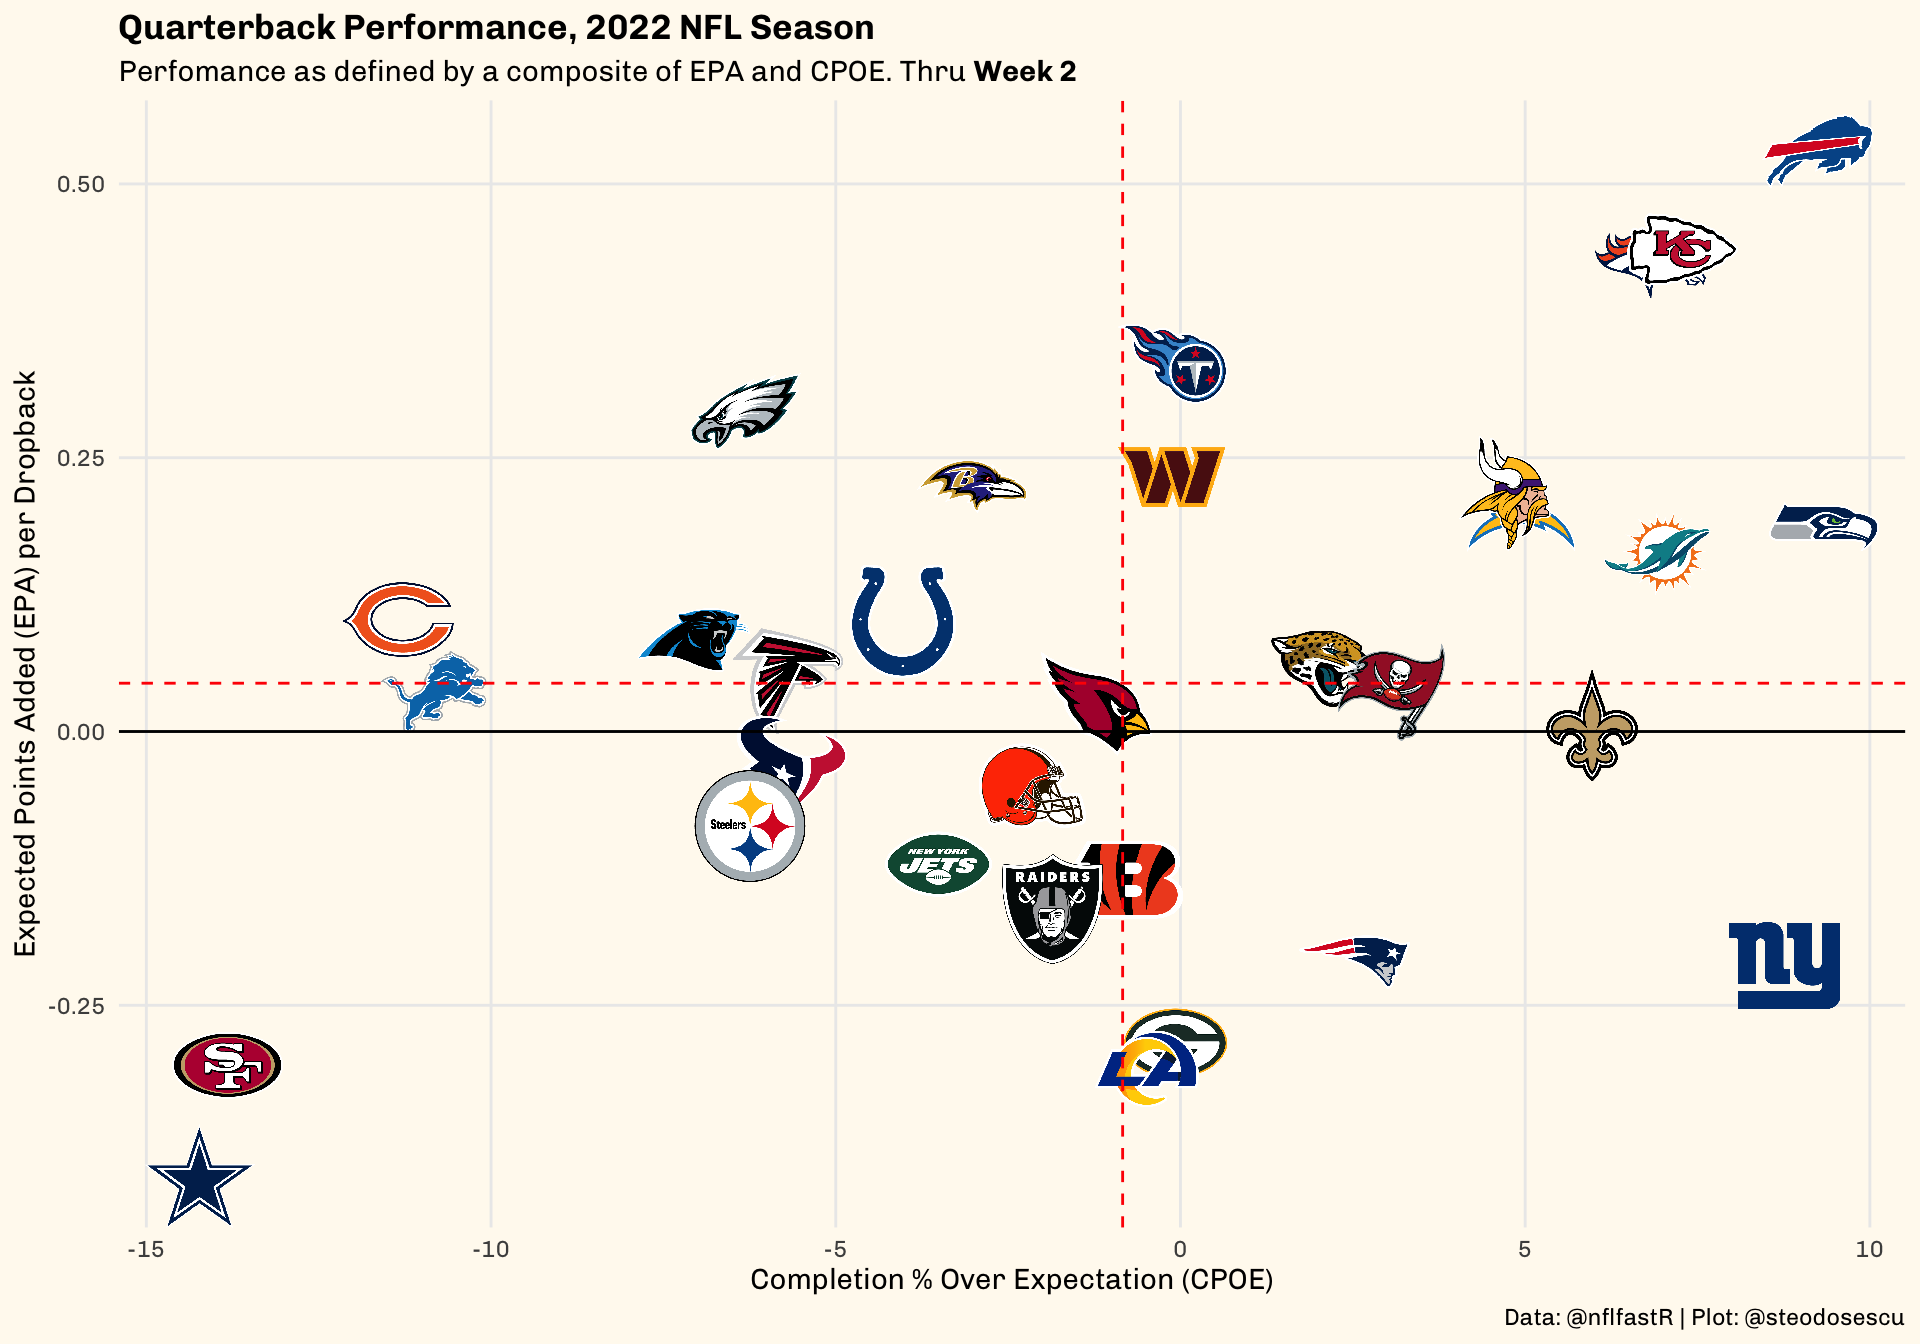 Quarterback Performance, 2022 NFL Season
Perfomance as defined by a composite of EPA and CPOE. Thru Week 2
Expected Points Added (EPA) per Dropback
0.50
0.25
0.00
-0.25
KC
T
W
B
C
Steelers
NEW YORK
JETS
RAIDERS
B
ny
SF
G
LA
-15
-10
-5
0
5
10
Completion % Over Expectation (CPOE)
Data: @nflfastR | Plot: @steodosescu